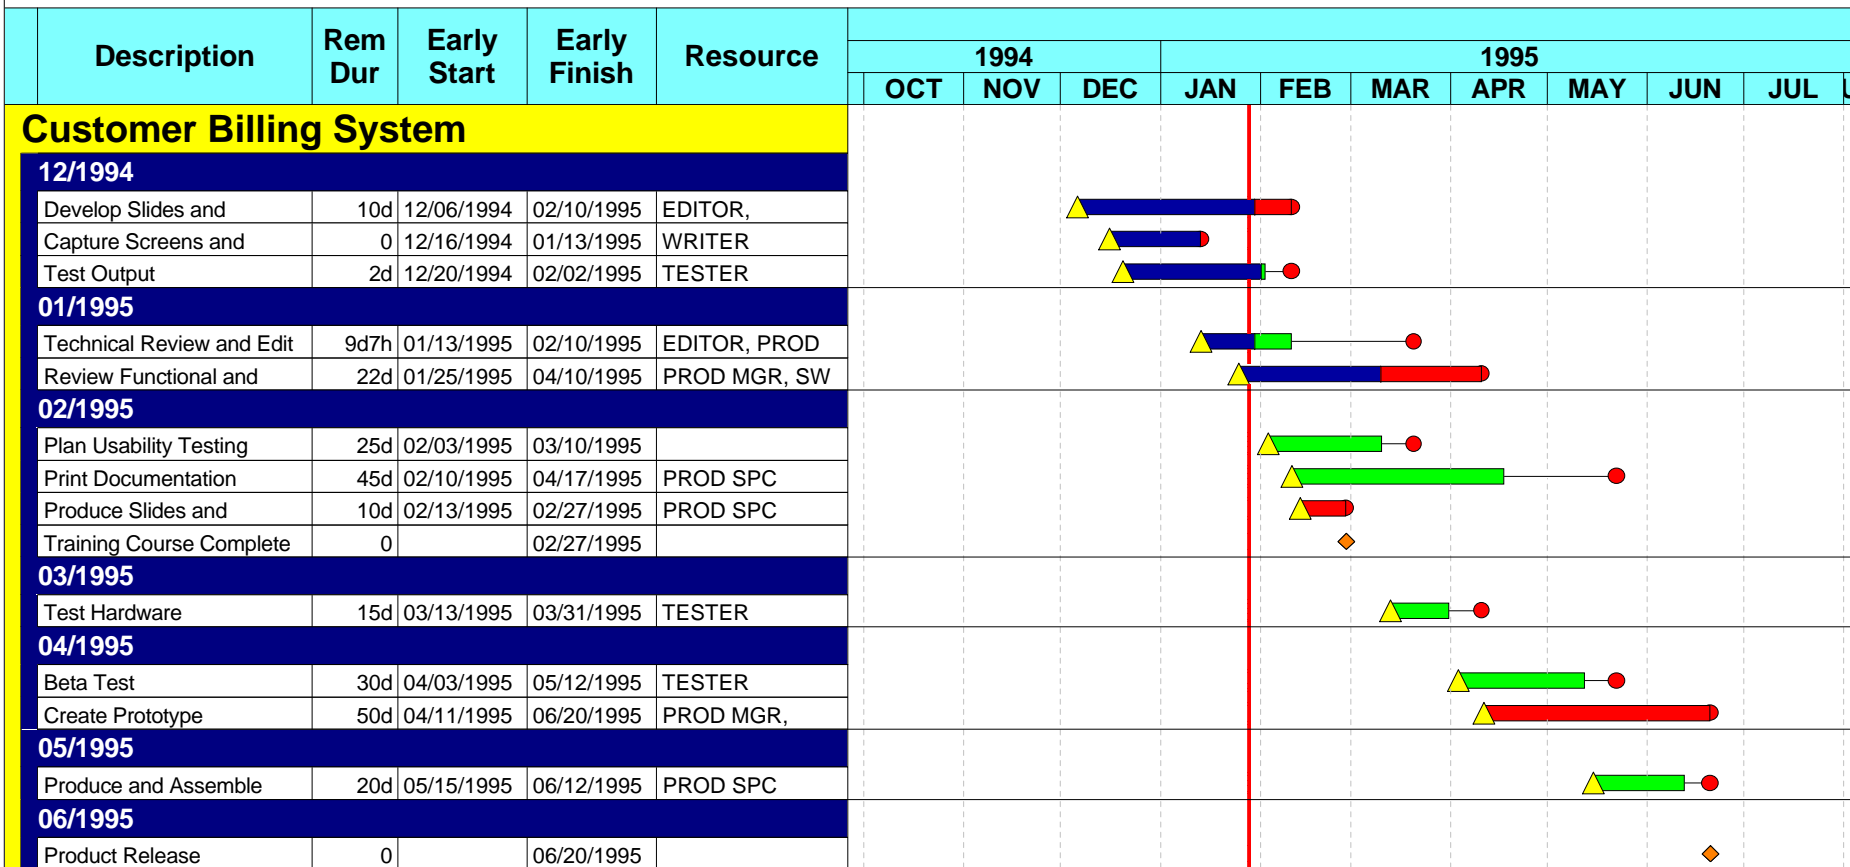 Description Rem Dur Early Start Early Finish Resource
1994 1995
OCT NOV DEC JAN FEB MAR APR MAY JUN JUL
Customer Billing System
12/1994
Develop Slides and 10d 12/06/1994 02/10/1995 EDITOR,
Capture Screens and 0 12/16/1994 01/13/1995 WRITER
Test Output 2d 12/20/1994 02/02/1995 TESTER
01/1995
Technical Review and Edit 9d7h 01/13/1995 02/10/1995 EDITOR, PROD
Review Functional and 22d 01/25/1995 04/10/1995 PROD MGR, SW
02/1995
Plan Usability Testing 25d 02/03/1995 03/10/1995
Print Documentation 45d 02/10/1995 04/17/1995 PROD SPC
Produce Slides and 10d 02/13/1995 02/27/1995 PROD SPC
Training Course Complete 0 02/27/1995
03/1995
Test Hardware 15d 03/13/1995 03/31/1995 TESTER
04/1995
Beta Test 30d 04/03/1995 05/12/1995 TESTER
Create Prototype 50d 04/11/1995 06/20/1995 PROD MGR,
05/1995
Produce and Assemble 20d 05/15/1995 06/12/1995 PROD SPC
06/1995
Product Release 0 06/20/1995